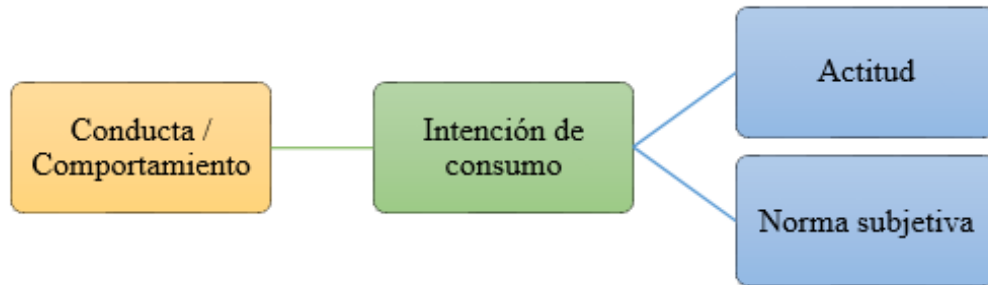 Conducta /
Comportamiento
Intención de
consumo
Actitud
Norma subjetiva